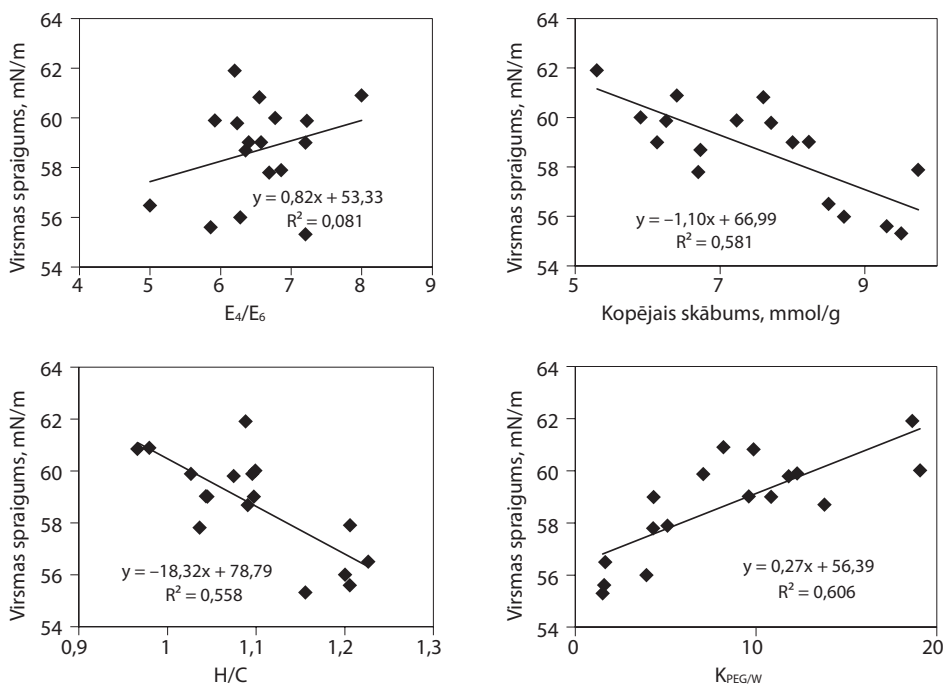 64
62
60
58
56
54
Virsmas spraigums, mN/m
y = 0,82x + 53,33
R² = 0,081
4 5 6 7 8 9
E₄/E₆
64
62
60
58
56
54
Virsmas spraigums, mN/m
y = –1,10x + 66,99
R² = 0,581
5 7 9
Kopējais skābums, mmol/g
64
62
60
58
56
54
Virsmas spraigums, mN/m
y = –18,32x + 78,79
R² = 0,558
0,9 1 1,1 1,2 1,3
H/C
64
62
60
58
56
54
Virsmas spraigums, mN/m
y = 0,27x + 56,39
R² = 0,606
0 10 20
K_PEG/W